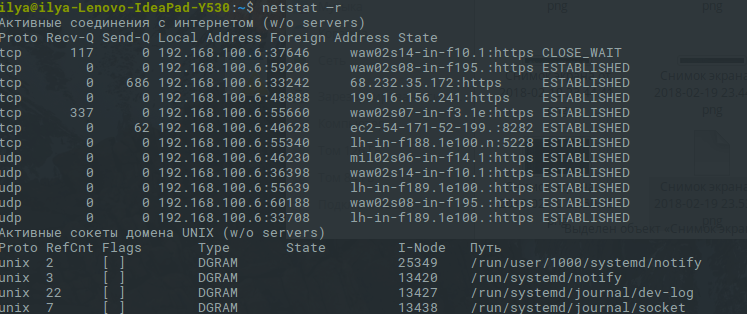 ilya@ilya-Lenovo-IdeaPad-Y530:~$ netstat –r
Активные соединения с интернетом (w/o servers)
Proto Recv-Q Send-Q Local Address Foreign Address State
tcp 117 0 192.168.100.6:37646 waw02s14-in-f10.1:https CLOSE_WAIT
tcp 0 0 192.168.100.6:59206 waw02s08-in-f195.:https ESTABLISHED
tcp 0 686 192.168.100.6:33242 68.232.35.172:https ESTABLISHED
tcp 0 0 192.168.100.6:48888 199.16.156.241:https ESTABLISHED
tcp 337 0 192.168.100.6:55660 waw02s07-in-f3.1e:https ESTABLISHED
tcp 0 62 192.168.100.6:40628 ec2-54-171-52-199.:8282 ESTABLISHED
tcp 0 0 192.168.100.6:55340 lh-in-f188.1e100.n:5228 ESTABLISHED
udp 0 0 192.168.100.6:46230 mil02s06-in-f14.1:https ESTABLISHED
udp 0 0 192.168.100.6:36398 waw02s14-in-f10.1:https ESTABLISHED
udp 0 0 192.168.100.6:55639 lh-in-f189.1e100.:https ESTABLISHED
udp 0 0 192.168.100.6:60188 waw02s08-in-f195.:https ESTABLISHED
udp 0 0 192.168.100.6:33708 lh-in-f189.1e100.:https ESTABLISHED
Активные сокеты домена UNIX (w/o servers)
Proto RefCnt Flags Type State I-Node Путь
unix 2 [ ] DGRAM 25349 /run/user/1000/systemd/notify
unix 3 [ ] DGRAM 13420 /run/systemd/notify
unix 22 [ ] DGRAM 13427 /run/systemd/journal/dev-log
unix 7 [ ] DGRAM 13438 /run/systemd/journal/socket